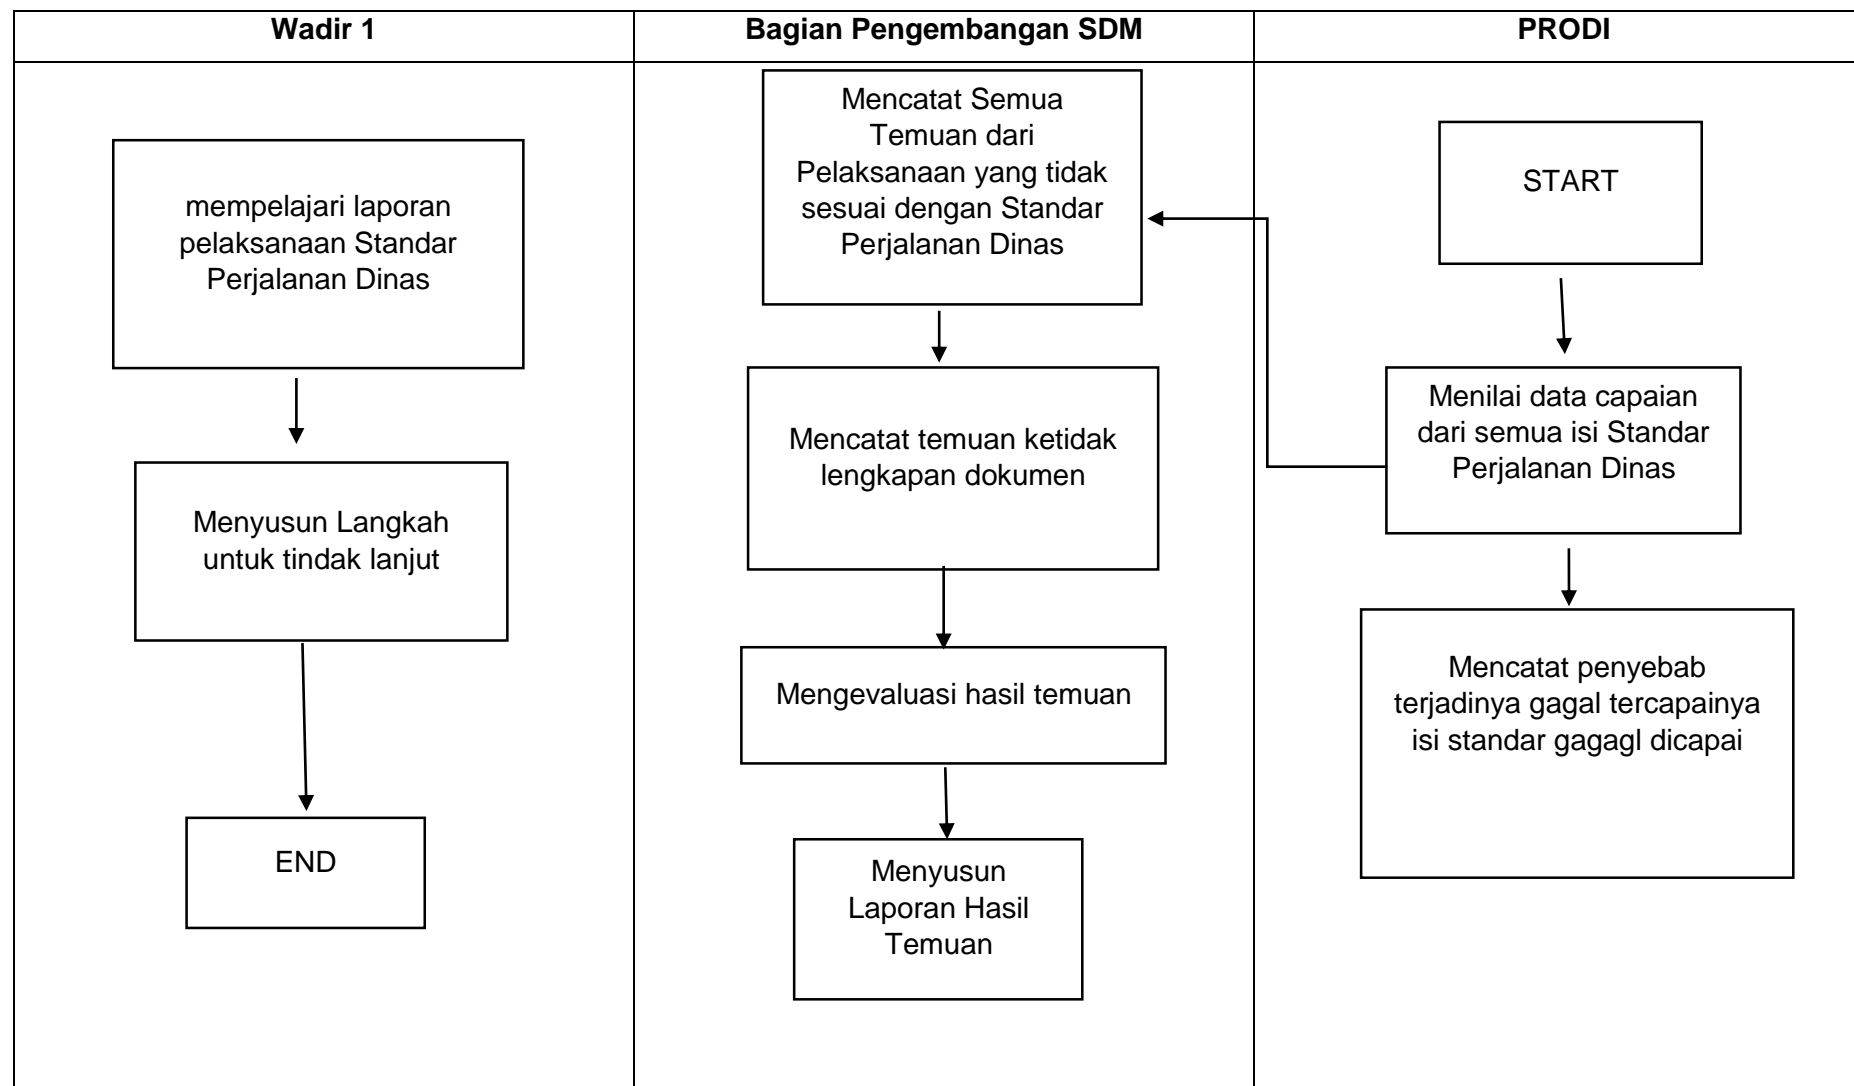 Wadir 1
Bagian Pengembangan SDM
PRODI
mempelajari laporan
pelaksanaan Standar
Perjalanan Dinas
Menyusun Langkah
untuk tindak lanjut
END
Mencatat Semua
Temuan dari
Pelaksanaan yang tidak
sesuai dengan Standar
Perjalanan Dinas
Mencatat temuan ketidak
lengkapan dokumen
Mengevaluasi hasil temuan
Menyusun
Laporan Hasil
Temuan
START
Menilai data capaian
dari semua isi Standar
Perjalanan Dinas
Mencatat penyebab
terjadinya gagal tercapainya
isi standar gagagl dicapai